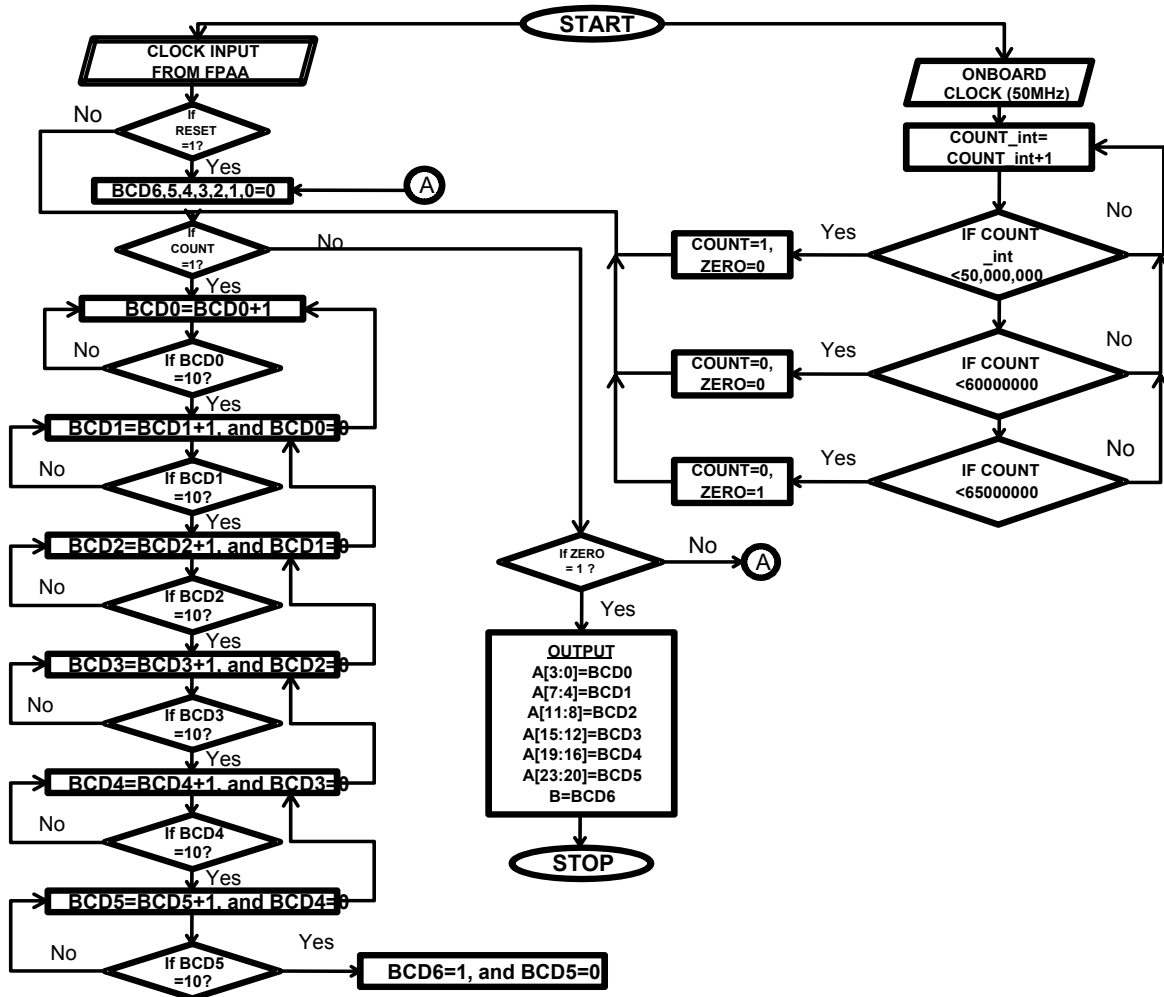 START
CLOCK INPUT
FROM FPAA
ONBOARD
CLOCK (50MHz)
No
If
RESET
=1?
Yes
BCD6,5,4,3,2,1,0=0
A
COUNT_int=
COUNT_int+1
If
COUNT
=1?
No
Yes
BCD0=BCD0+1
No
If BCD0
=10?
Yes
BCD1=BCD1+1, and BCD0=0
No
If BCD1
=10?
Yes
BCD2=BCD2+1, and BCD1=0
No
If BCD2
=10?
Yes
BCD3=BCD3+1, and BCD2=0
No
If BCD3
=10?
Yes
BCD4=BCD4+1, and BCD3=0
No
If BCD4
=10?
Yes
BCD5=BCD5+1, and BCD4=0
No
If BCD5
=10?
Yes
BCD6=1, and BCD5=0
COUNT=1,
ZERO=0
Yes
IF COUNT
_int
<50,000,000
No
COUNT=0,
ZERO=0
Yes
IF COUNT
<60000000
No
COUNT=0,
ZERO=1
Yes
IF COUNT
<65000000
No
If ZERO
= 1 ?
No
A
Yes
OUTPUT
A[3:0]=BCD0
A[7:4]=BCD1
A[11:8]=BCD2
A[15:12]=BCD3
A[19:16]=BCD4
A[23:20]=BCD5
B=BCD6
STOP